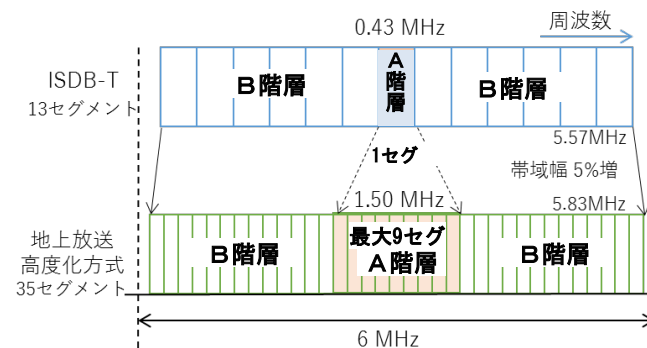 0.43 MHz
周波数
ISDB-T
13セグメント
B階層
A階層
B階層
5.57MHz
1セグ
帯域幅 5%増
1.50 MHz
5.83MHz
地上放送
高度化方式
35セグメント
B階層
最大9セグ
A階層
B階層
6 MHz